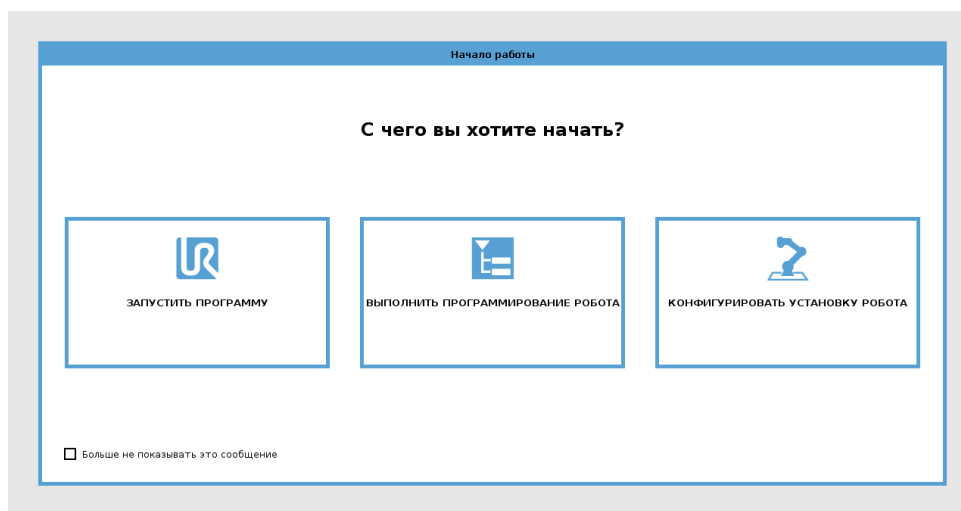 Начало работы
С чего вы хотите начать?
ЗАПУСТИТЬ ПРОГРАММУ
ВЫПОЛНИТЬ ПРОГРАММИРОВАНИЕ РОБОТА
КОНФИГУРИРОВАТЬ УСТАНОВКУ РОБОТА
Больше не показывать это сообщение